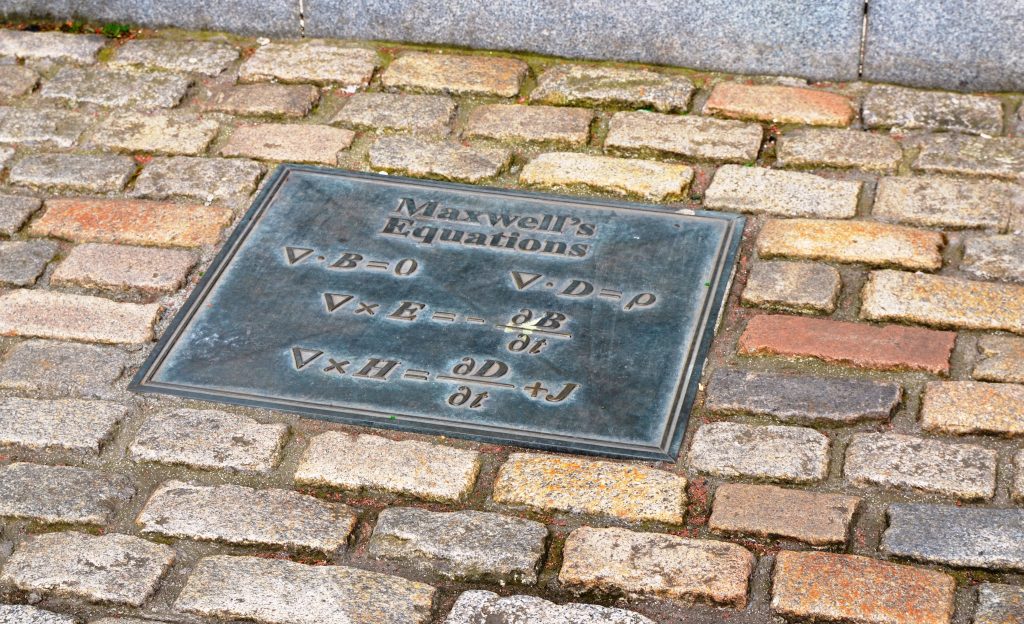 Maxwell's
Equations
∇·B=0 ∇·D=ρ
∇×E=-∂B/∂t
∇×H=∂D/∂t+J